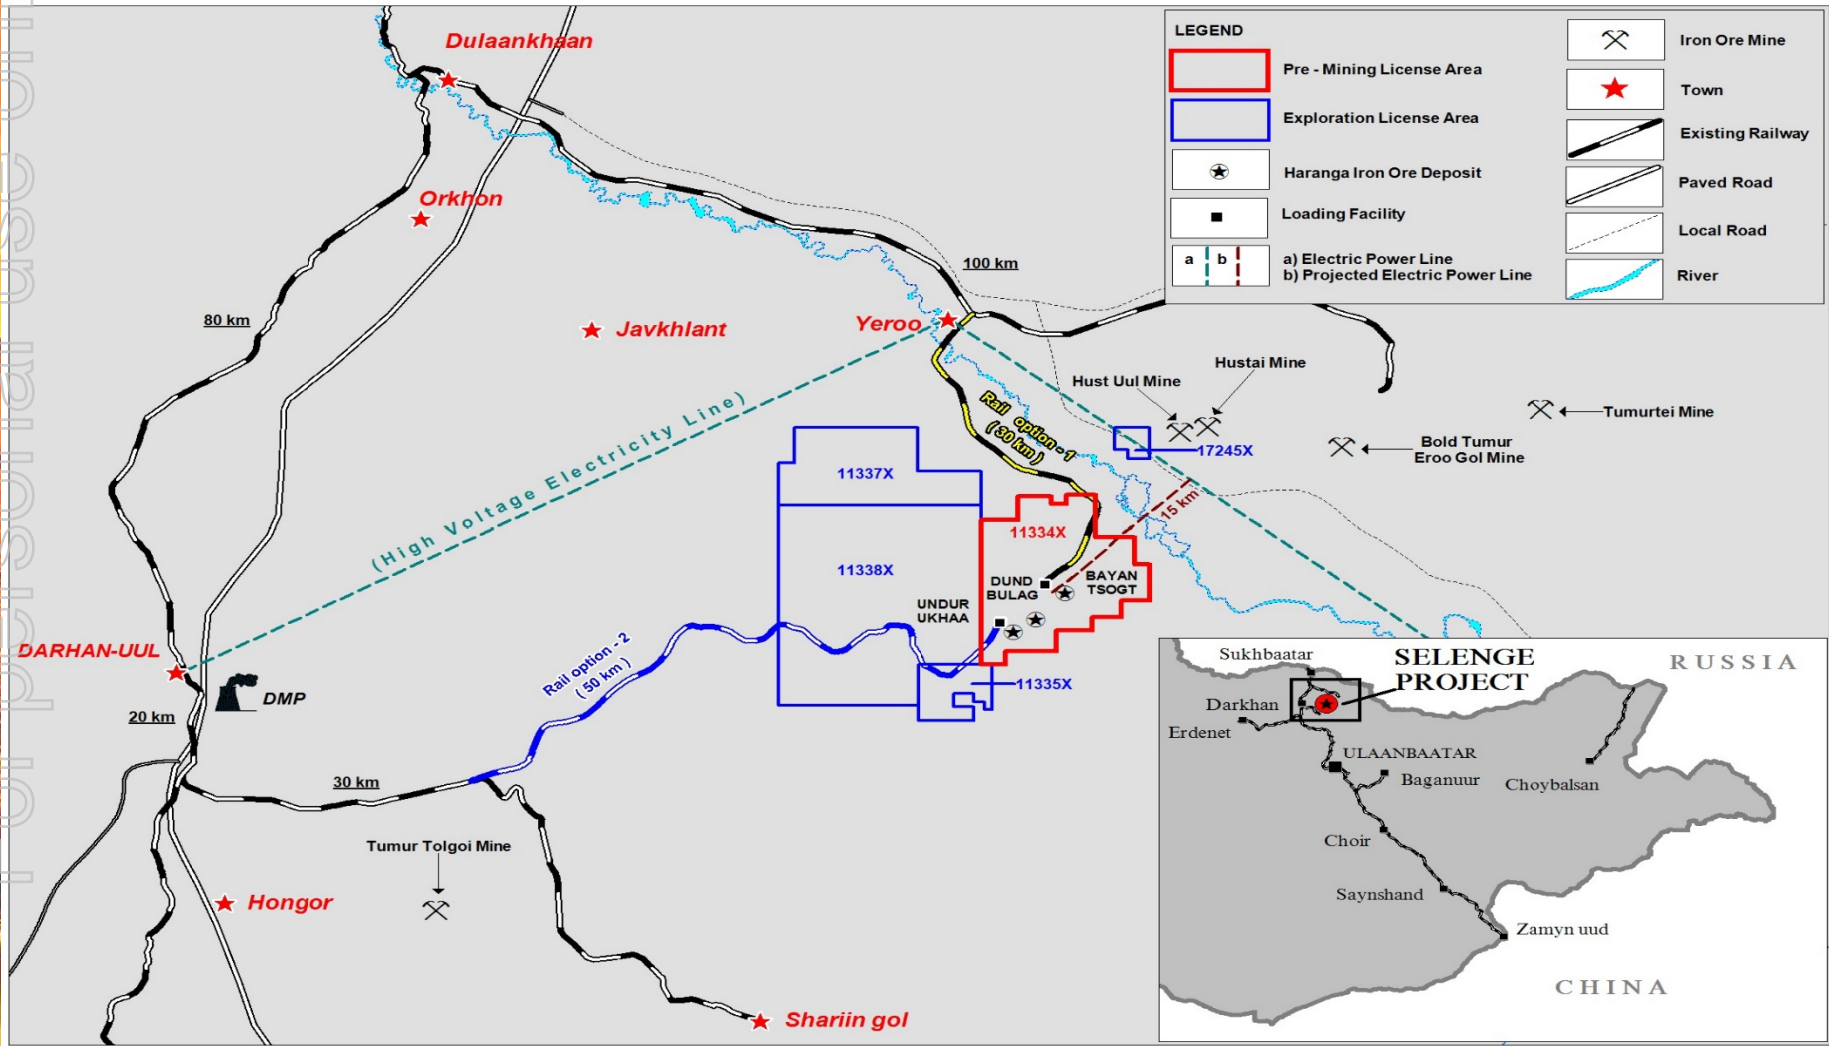 For personal use only
Dulaankhaan
Orkhon
80 km
Javkhlant
Yeroo
100 km
(High Voltage Electricity Line)
Rail option - 1
( 30 km )
Hust Uul Mine
Hustai Mine
Tumurtei Mine
Bold Tumur
Eroo Gol Mine
17245X
15 km
11337X
11338X
11334X
DUND
BULAG
BAYAN
TSOGT
UNDUR
UKHAA
11335X
Rail option - 2
( 50 km )
DARHAN-UUL
DMP
20 km
30 km
Tumur Tolgoi Mine
Hongor
Shariin gol
LEGEND
Pre - Mining License Area
Exploration License Area
Haranga Iron Ore Deposit
Loading Facility
a b
a) Electric Power Line
b) Projected Electric Power Line
Iron Ore Mine
Town
Existing Railway
Paved Road
Local Road
River
Sukhbaatar
SELENGE
PROJECT
RUSSIA
Darkhan
Erdenet
ULAANBAATAR
Baganuur
Choybalsan
Choir
Saynshand
Zamyn uud
CHINA